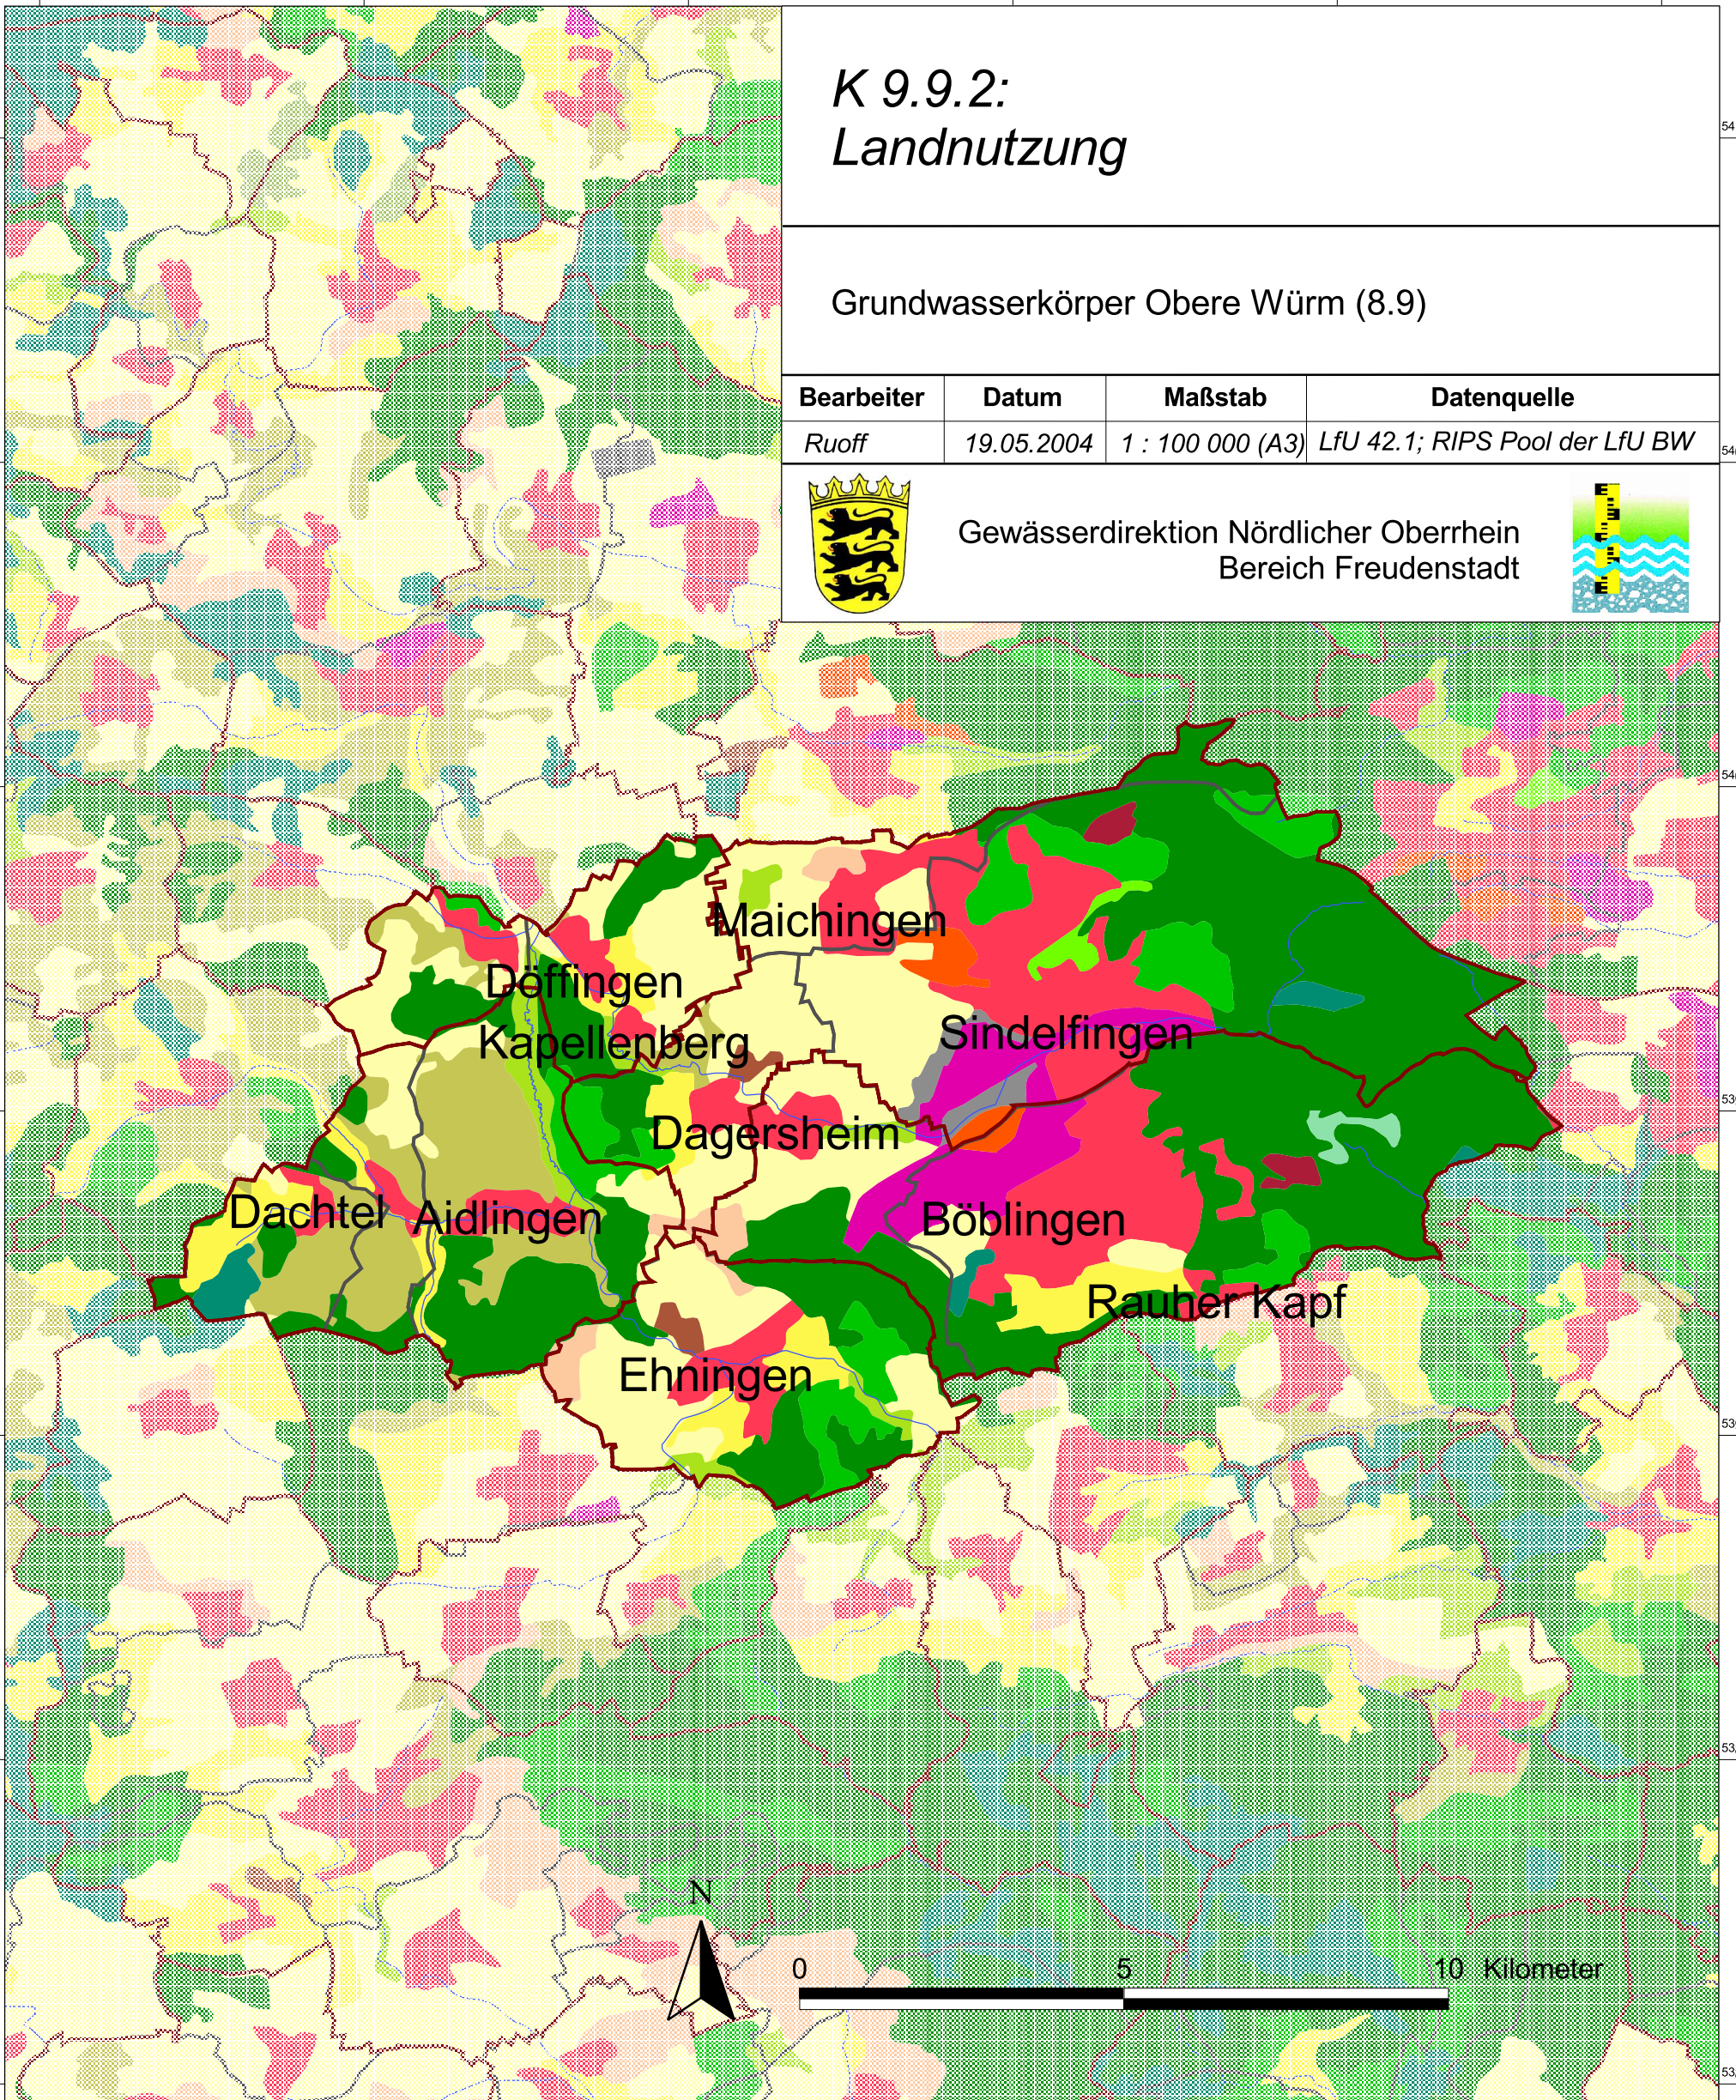 K 9.9.2:
Landnutzung
Grundwasserkörper Obere Würm (8.9)
Bearbeiter Datum Maßstab Datenquelle
Ruoff 19.05.2004 1 : 100 000 (A3) LfU 42.1; RIPS Pool der LfU BW
Gewässerdirektion Nördlicher Oberrhein
Bereich Freudenstadt
Maichingen
Döffingen
Sindelfingen
Kapellenberg
Dagersheim
Dachtel
Aidlingen
Böblingen
Rauher Kapf
Ehningen
N
0 5 10 Kilometer